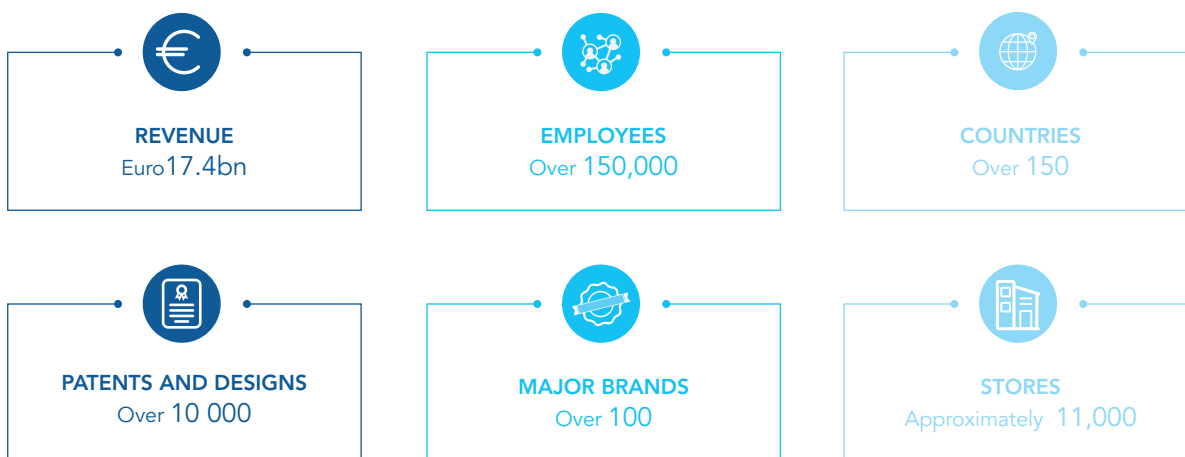 REVENUE
Euro17.4bn
EMPLOYEES
Over 150,000
COUNTRIES
Over 150
PATENTS AND DESIGNS
Over 10 000
MAJOR BRANDS
Over 100
STORES
Approximately 11,000